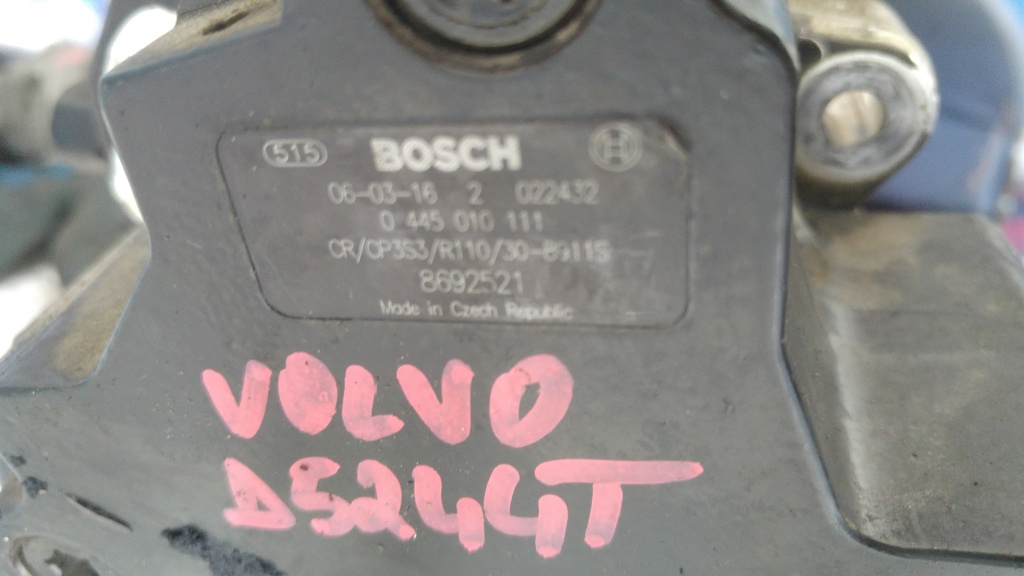 515 BOSCH
06-03-16 2 022432
0 445 010 111
CR/CP3S3/R110/30-8911S
8692521
Made in Czech Republic
VOLVO
D5244T